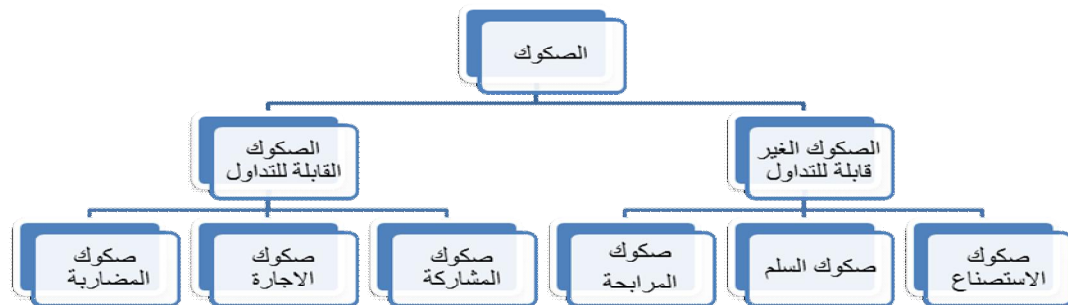 الصكوك
الصكوك الغير
قابلة للتداول
الصكوك
القابلة للتداول
صكوك
الاستصناع
صكوك السلم
صكوك
المرابحة
صكوك
المشاركة
صكوك
الاجارة
صكوك
المضاربة